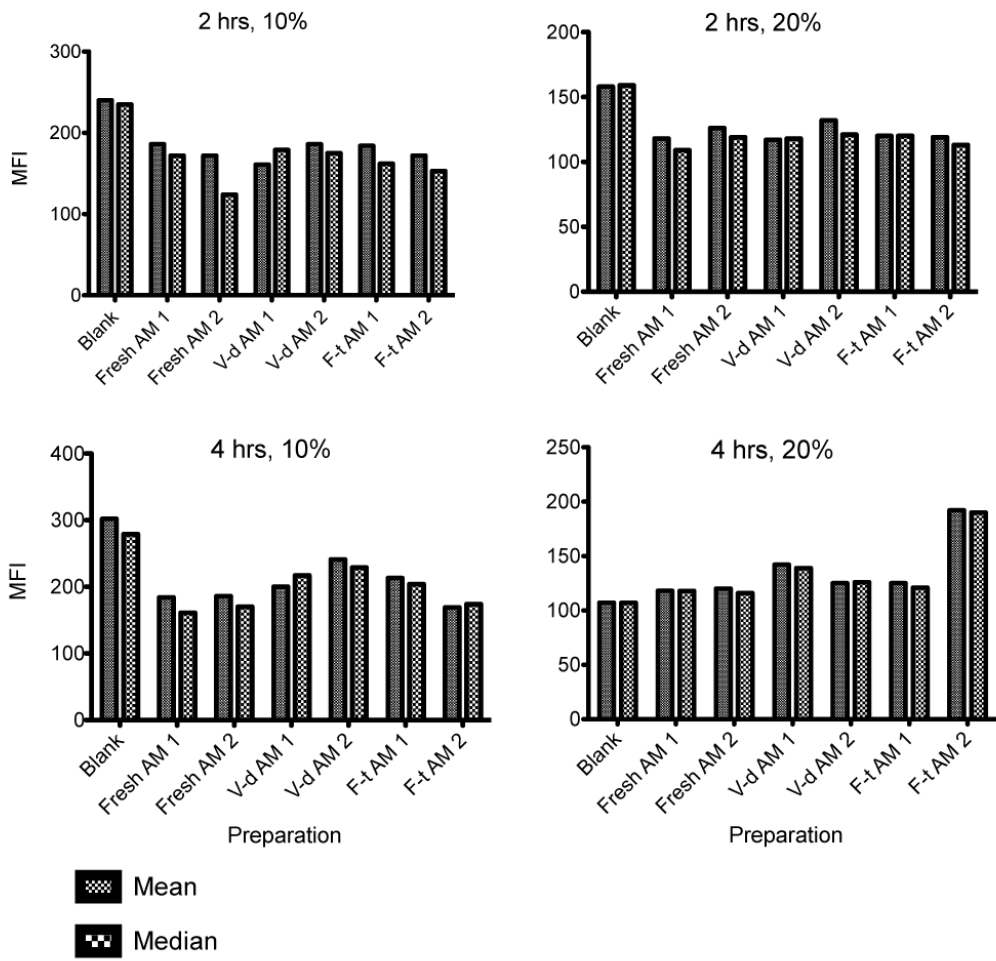 2 hrs, 10%
300
200
100
0
MFI
Blank
Fresh AM 1
Fresh AM 2
V-d AM 1
V-d AM 2
F-t AM 1
F-t AM 2
2 hrs, 20%
200
150
100
50
0
Blank
Fresh AM 1
Fresh AM 2
V-d AM 1
V-d AM 2
F-t AM 1
F-t AM 2
4 hrs, 10%
400
300
200
100
0
MFI
Blank
Fresh AM 1
Fresh AM 2
V-d AM 1
V-d AM 2
F-t AM 1
F-t AM 2
Preparation
4 hrs, 20%
250
200
150
100
50
0
Blank
Fresh AM 1
Fresh AM 2
V-d AM 1
V-d AM 2
F-t AM 1
F-t AM 2
Preparation
Mean
Median